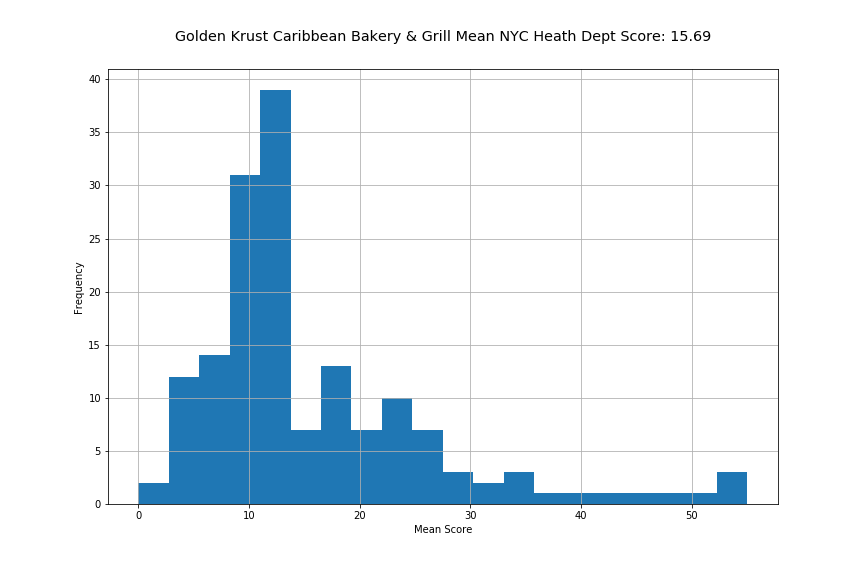 Golden Krust Caribbean Bakery & Grill Mean NYC Heath Dept Score: 15.69
40
35
30
25
20
15
10
5
0
Frequency
0 10 20 30 40 50
Mean Score